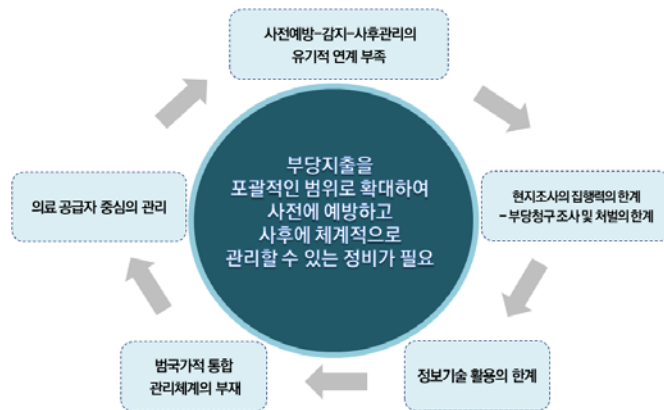 사전예방-감지-사후관리의
유기적 연계 부족
부당지출을
포괄적인 범위로 확대하여
사전에 예방하고
사후에 체계적으로
관리할 수 있는 정비가 필요
의료 공급자 중심의 관리
현지조사의 집행력의 한계
- 부당청구 조사 및 처벌의 한계
범국가적 통합
관리체계의 부재
정보기술 활용의 한계